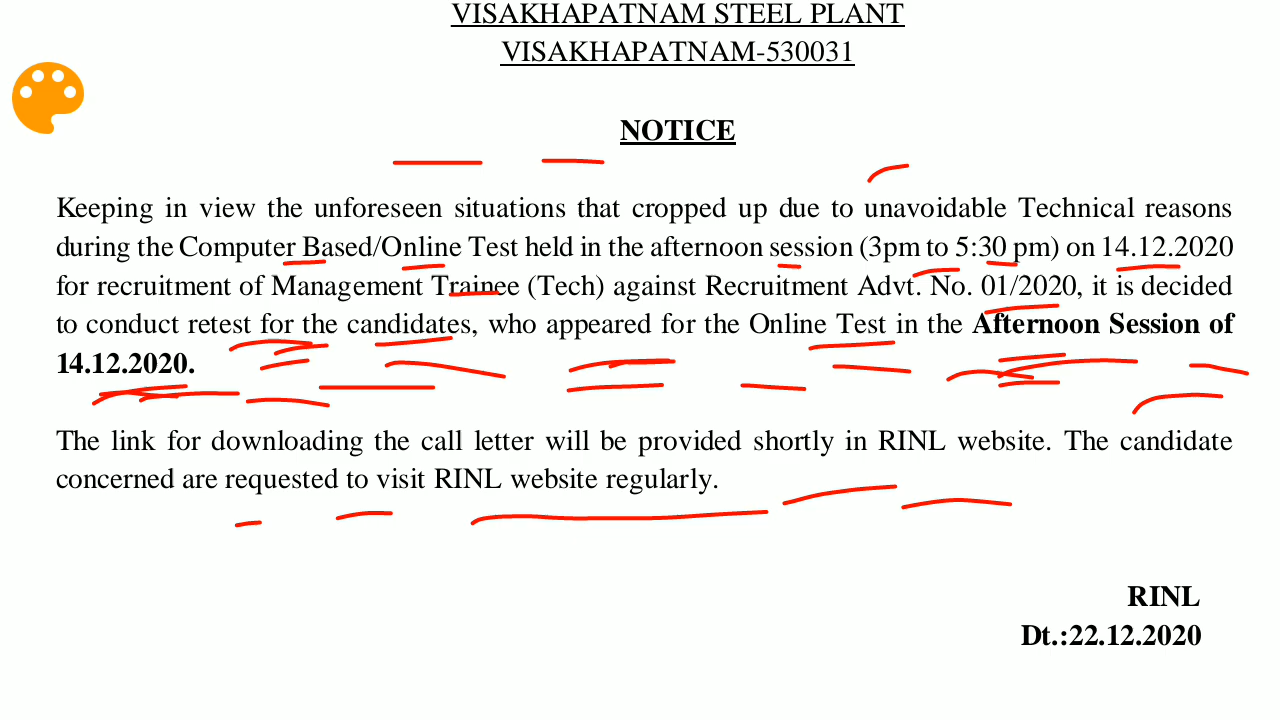 VISAKHAPATNAM STEEL PLANT
VISAKHAPATNAM-530031
NOTICE
Keeping in view the unforeseen situations that cropped up due to unavoidable Technical reasons
during the Computer Based/Online Test held in the afternoon session (3pm to 5:30 pm) on 14.12.2020
for recruitment of Management Trainee (Tech) against Recruitment Advt. No. 01/2020, it is decided
to conduct retest for the candidates, who appeared for the Online Test in the Afternoon Session of
14.12.2020.
The link for downloading the call letter will be provided shortly in RINL website. The candidate
concerned are requested to visit RINL website regularly.
RINL
Dt.:22.12.2020